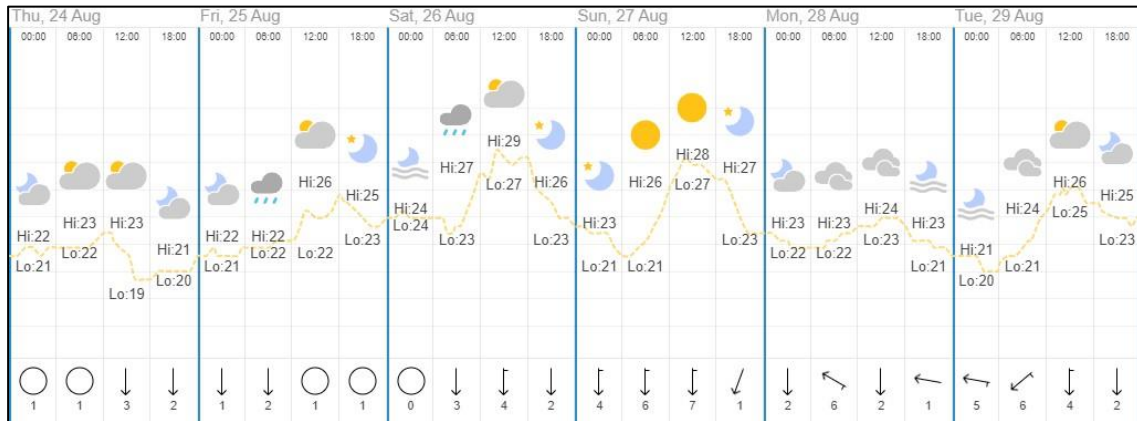 Thu, 24 Aug Fri, 25 Aug Sat, 26 Aug Sun, 27 Aug Mon, 28 Aug Tue, 29 Aug
00:00 06:00 12:00 18:00 00:00 06:00 12:00 18:00 00:00 06:00 12:00 18:00 00:00 06:00 12:00 18:00 00:00 06:00 12:00 18:00 00:00 06:00 12:00 18:00
Hi:22 Hi:23 Hi:23 Hi:21 Hi:22 Hi:22 Hi:26 Hi:25 Hi:24 Hi:27 Hi:29 Hi:26 Hi:23 Hi:26 Hi:28 Hi:27 Hi:23 Hi:23 Hi:24 Hi:23 Hi:21 Hi:24 Hi:26 Hi:25
Lo:21 Lo:22 Lo:19 Lo:20 Lo:21 Lo:22 Lo:22 Lo:23 Lo:24 Lo:23 Lo:27 Lo:23 Lo:21 Lo:21 Lo:27 Lo:23 Lo:22 Lo:22 Lo:23 Lo:21 Lo:20 Lo:21 Lo:25 Lo:23
1 1 3 2 1 2 1 1 0 3 4 2 4 6 7 1 2 6 2 1 5 6 4 2